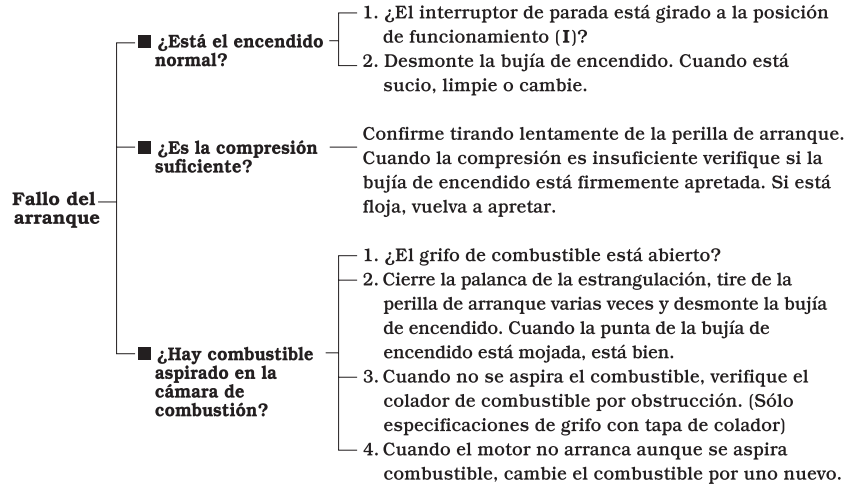 Fallo del
arranque
■ ¿Está el encendido
normal?
1. ¿El interruptor de parada está girado a la posición
de funcionamiento (I)?
2. Desmonte la bujía de encendido. Cuando está
sucio, limpie o cambie.
■ ¿Es la compresión
suficiente?
Confirme tirando lentamente de la perilla de arranque.
Cuando la compresión es insuficiente verifique si la
bujía de encendido está firmemente apretada. Si está
floja, vuelva a apretar.
■ ¿Hay combustible
aspirado en la
cámara de
combustión?
1. ¿El grifo de combustible está abierto?
2. Cierre la palanca de la estrangulación, tire de la
perilla de arranque varias veces y desmonte la bujía
de encendido. Cuando la punta de la bujía de
encendido está mojada, está bien.
3. Cuando no se aspira el combustible, verifique el
colador de combustible por obstrucción. (Sólo
especificaciones de grifo con tapa de colador)
4. Cuando el motor no arranca aunque se aspira
combustible, cambie el combustible por uno nuevo.